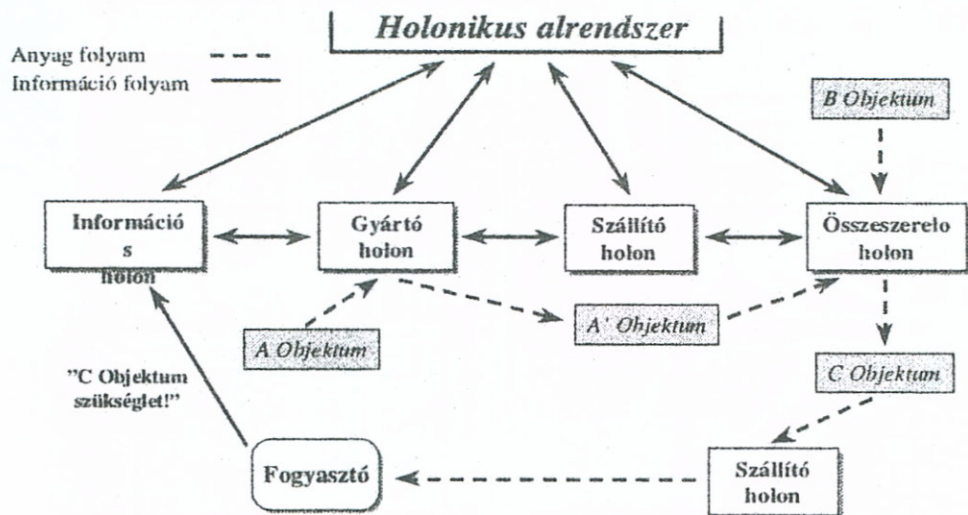 Holonikus alrendszer
Anyag folyam
Információ folyam
B Objektum
Információ
s
holon
Gyártó
holon
Szállító
holon
Összeszerelo
holon
A Objektum
A' Objektum
C Objektum
"C Objektum
szükséglet!"
Fogyasztó
Szállító
holon